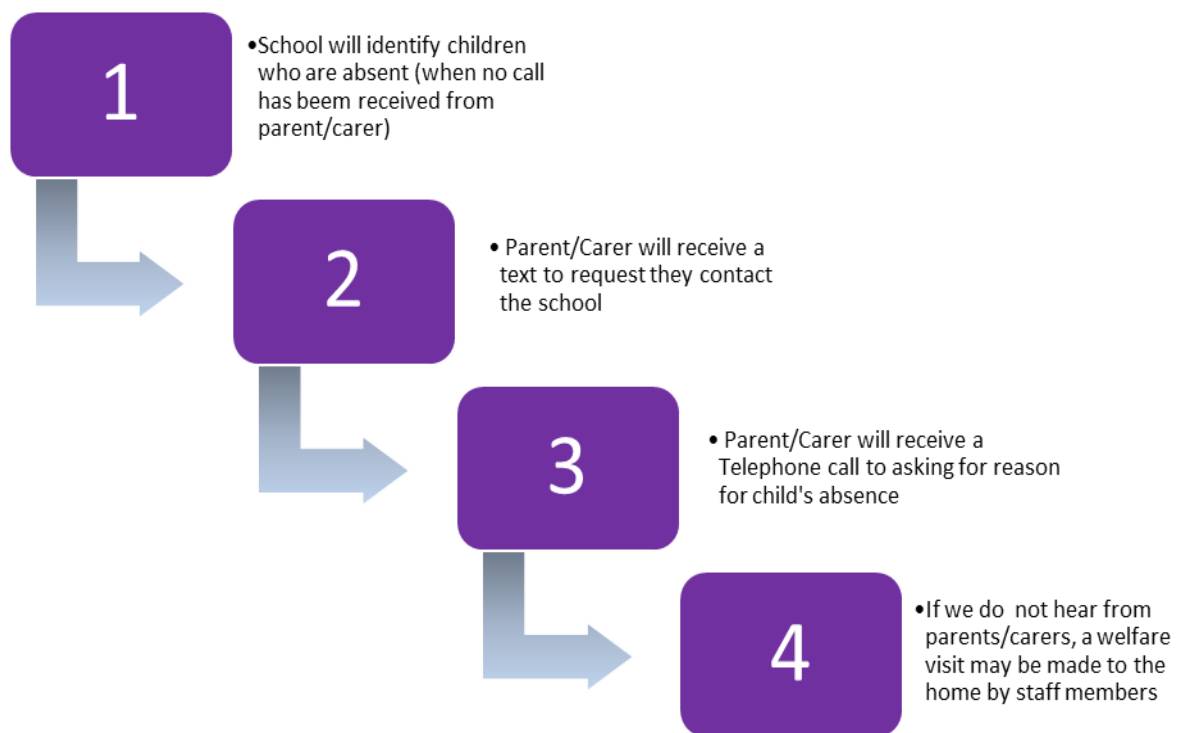 1
•School will identify children
who are absent (when no call
has beem received from
parent/carer)
2
• Parent/Carer will receive a
text to request they contact
the school
3
• Parent/Carer will receive a
Telephone call to asking for reason
for child's absence
4
•If we do  not hear from
parents/carers, a welfare
visit may be made to the
home by staff members